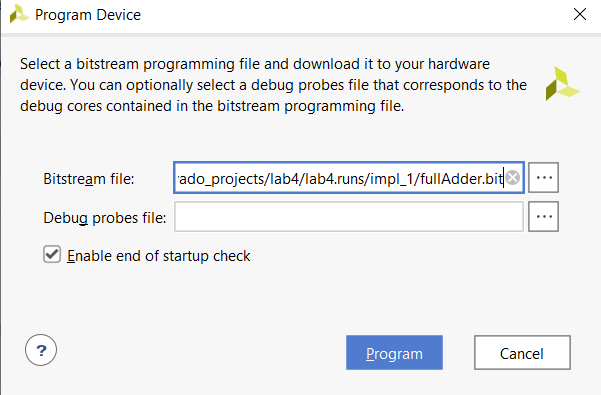 Program Device
Select a bitstream programming file and download it to your hardware
device. You can optionally select a debug probes file that corresponds to the
debug cores contained in the bitstream programming file.
Bitstream file: ado_projects/lab4/lab4.runs/impl_1/fullAdder.bit
Debug probes file:
Enable end of startup check
?
Program
Cancel